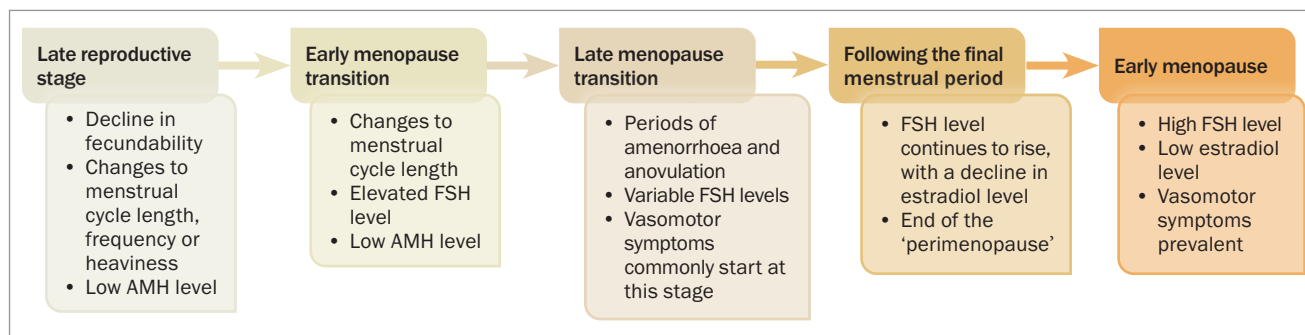 Late reproductive
stage
• Decline in
fecundability
• Changes to
menstrual
cycle length,
frequency or
heaviness
• Low AMH level
Early menopause
transition
• Changes to
menstrual
cycle length
• Elevated FSH
level
• Low AMH level
Late menopause
transition
• Periods of
amenorrhoea and
anovulation
• Variable FSH levels
• Vasomotor
symptoms
commonly start at
this stage
Following the final
menstrual period
• FSH level
continues to rise,
with a decline in
estradiol level
• End of the
‘perimenopause’
Early menopause
• High FSH level
• Low estradiol
level
• Vasomotor
symptoms
prevalent